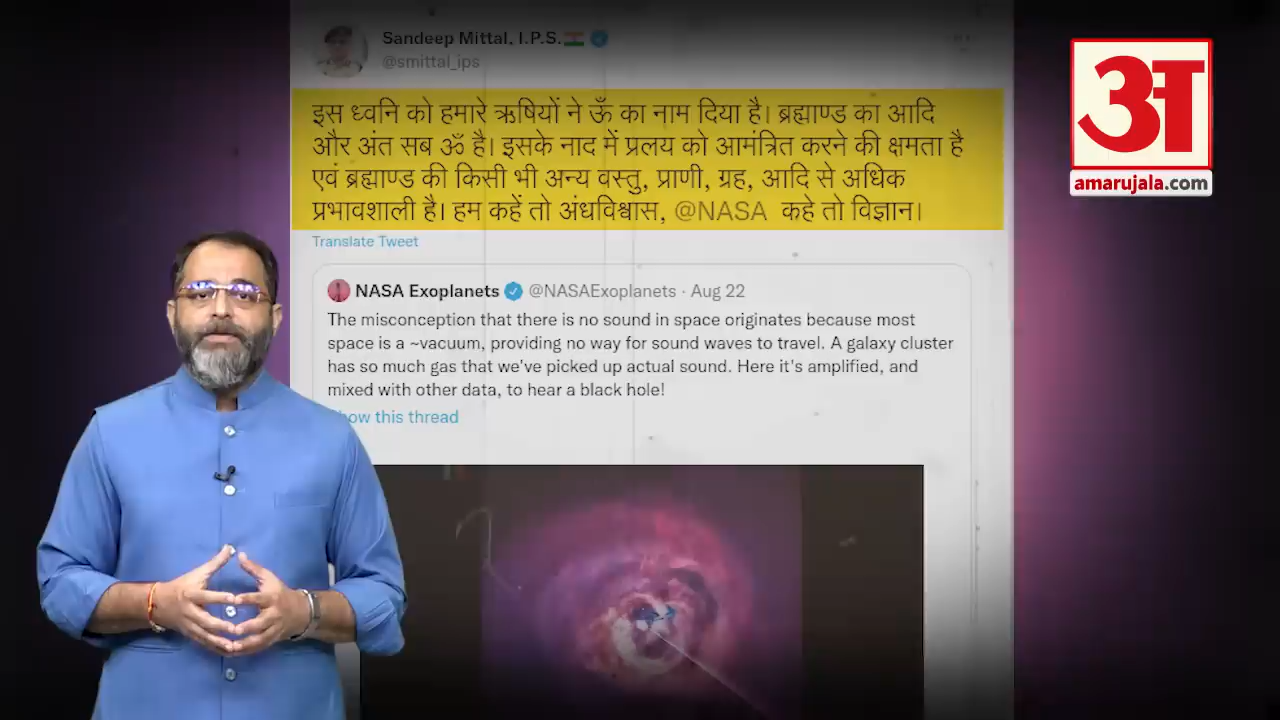 Sandeep Mittal, I.P.S.
@smittal_ips
इस ध्वनि को हमारे ऋषियों ने ऊँ का नाम दिया है। ब्रह्माण्ड का आदि
और अंत सब ॐ है। इसके नाद में प्रलय को आमंत्रित करने की क्षमता है
एवं ब्रह्माण्ड की किसी भी अन्य वस्तु, प्राणी, ग्रह, आदि से अधिक
प्रभावशाली है। हम कहें तो अंधविश्वास, @NASA कहे तो विज्ञान।
Translate Tweet
NASA Exoplanets @NASAExoplanets · Aug 22
The misconception that there is no sound in space originates because most
space is a ~vacuum, providing no way for sound waves to travel. A galaxy cluster
has so much gas that we've picked up actual sound. Here it's amplified, and
mixed with other data, to hear a black hole!
how this thread
अ
amarujala.com